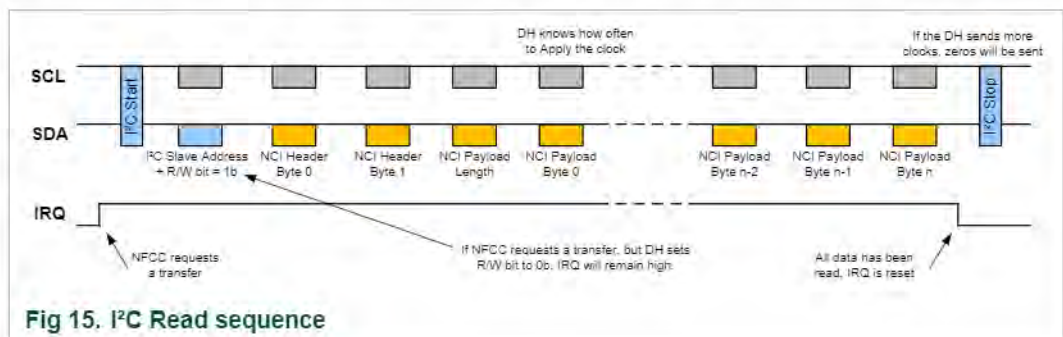 DH knows how often
to Apply the clock
If the DH sends more
clocks, zeros will be sent
SCL
I²C Start
I²C Stop
SDA
I²C Slave Address
+ R/W bit = 1b
NCI Header
Byte 0
NCI Header
Byte 1
NCI Payload
Length
NCI Payload
Byte 0
NCI Payload
Byte n-2
NCI Payload
Byte n-1
NCI Payload
Byte n
IRQ
NFCC requests
a transfer
If NFCC requests a transfer, but DH sets
R/W bit to 0b, IRQ will remain high.
All data has been
read, IRQ is reset
Fig 15. I²C Read sequence